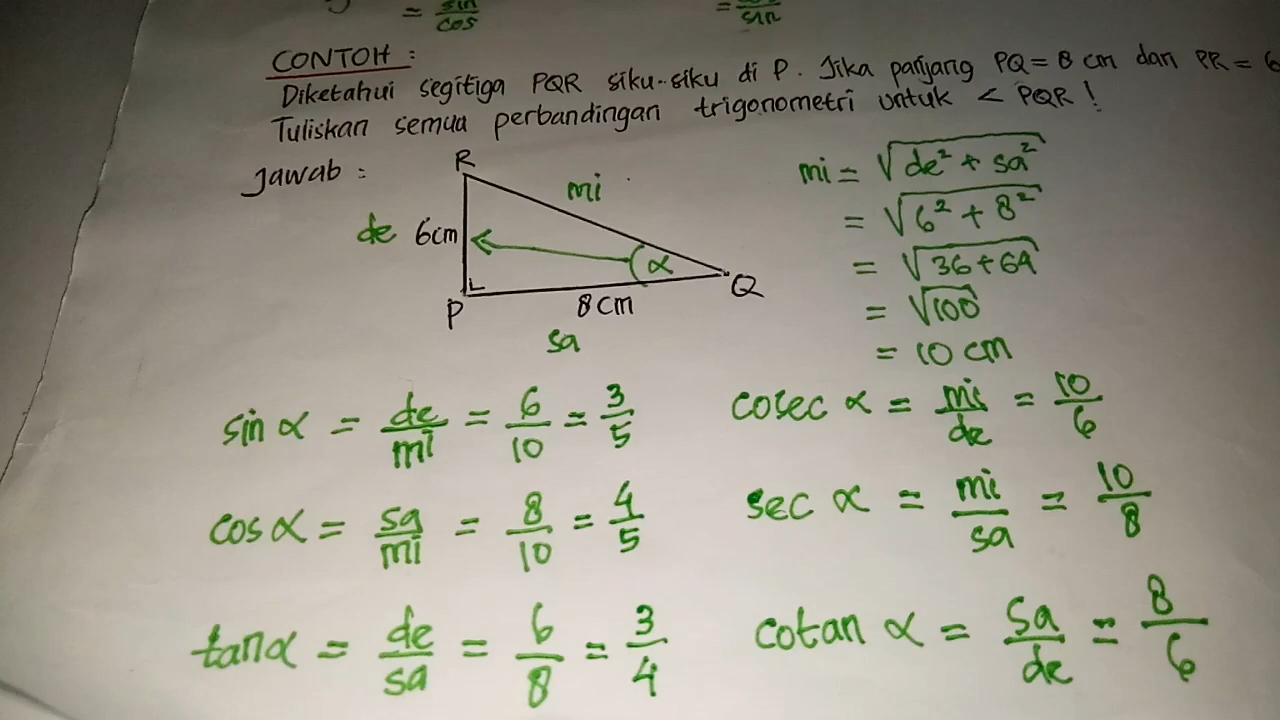 = sin/cos
sin
CONTOH :
Diketahui segitiga PQR siku-siku di P. Jika panjang PQ = 8 cm dan PR = 6
Tuliskan semua perbandingan trigonometri untuk < PQR !
Jawab :
R
mi
de 6cm
α
P
8 cm
Q
sa
mi = √de² + sa²
= √6² + 8²
= √36+64
= √100
= 10 cm
sin α = de/mi = 6/10 = 3/5
cosec α = mi/de = 10/6
cos α = sa/mi = 8/10 = 4/5
sec α = mi/sa = 10/8
tan α = de/sa = 6/8 = 3/4
cotan α = sa/de = 8/6